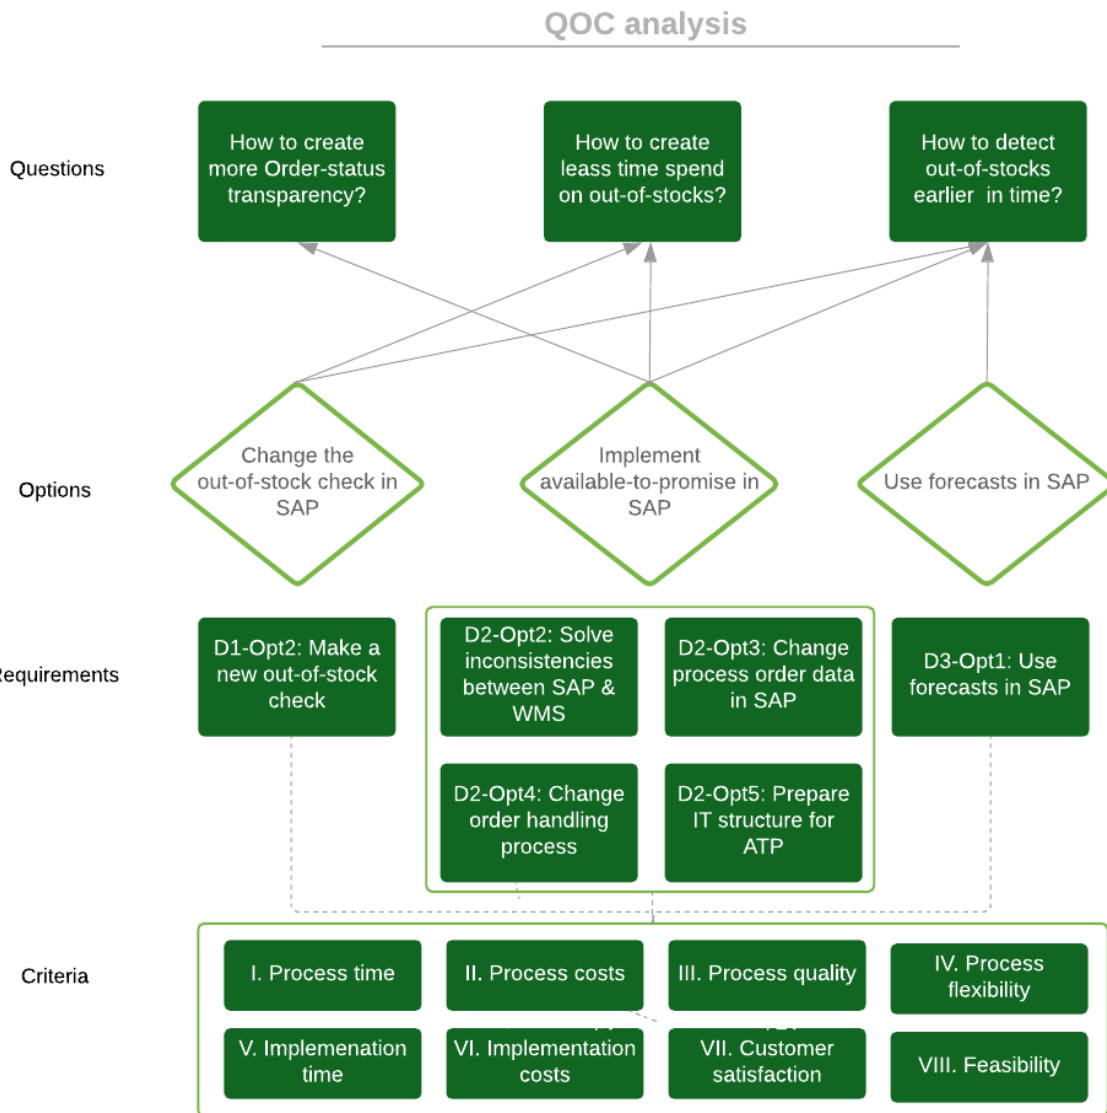 QOC analysis
Questions
How to create
more Order-status
transparency?
How to create
leass time spend
on out-of-stocks?
How to detect
out-of-stocks
earlier in time?
Options
Change the
out-of-stock check in
SAP
Implement
available-to-promise in
SAP
Use forecasts in SAP
equirements
D1-Opt2: Make a
new out-of-stock
check
D2-Opt2: Solve
inconsistencies
between SAP &
WMS
D2-Opt3: Change
process order data
in SAP
D3-Opt1: Use
forecasts in SAP
D2-Opt4: Change
order handling
process
D2-Opt5: Prepare
IT structure for
ATP
Criteria
I. Process time
II. Process costs
III. Process quality
IV. Process
flexibility
V. Implemenation
time
VI. Implementation
costs
VII. Customer
satisfaction
VIII. Feasibility